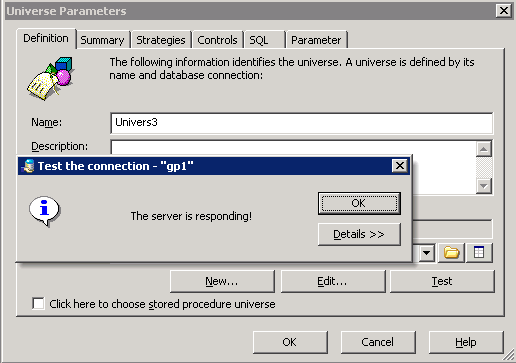 Universe Parameters
Definition Summary Strategies Controls SQL Parameter
The following information identifies the universe. A universe is defined by its
name and database connection:
Name: Univers3
Description:
Test the connection - "gp1"
The server is responding!
OK
Details >>
New... Edit... Test
Click here to choose stored procedure universe
OK Cancel Help